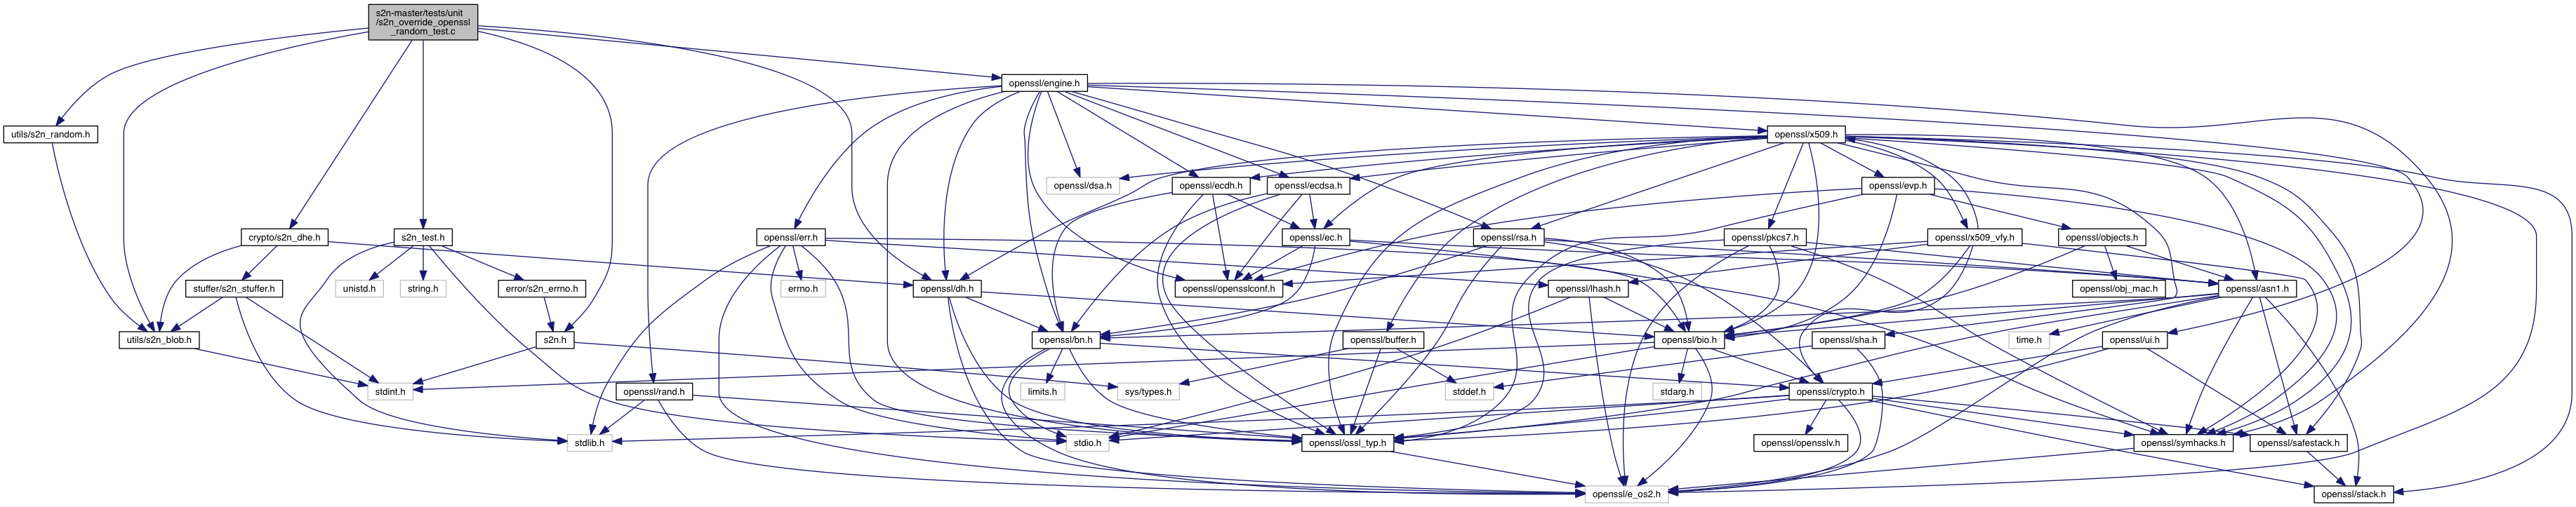 s2n-master/tests/unit
/s2n_override_openssl
_random_test.c
openssl/engine.h
utils/s2n_random.h
openssl/x509.h
openssl/dsa.h
openssl/ecdh.h
openssl/ecdsa.h
openssl/evp.h
crypto/s2n_dhe.h
s2n_test.h
openssl/err.h
openssl/ec.h
openssl/rsa.h
openssl/pkcs7.h
openssl/x509_vfy.h
openssl/objects.h
stuffer/s2n_stuffer.h
unistd.h
string.h
error/s2n_errno.h
errno.h
openssl/dh.h
openssl/opensslconf.h
openssl/lhash.h
openssl/obj_mac.h
openssl/asn1.h
utils/s2n_blob.h
s2n.h
openssl/bn.h
openssl/buffer.h
openssl/bio.h
openssl/sha.h
time.h
openssl/ui.h
stdint.h
openssl/rand.h
limits.h
sys/types.h
stddef.h
stdarg.h
openssl/crypto.h
stdlib.h
stdio.h
openssl/ossl_typ.h
openssl/opensslv.h
openssl/symhacks.h
openssl/safestack.h
openssl/e_os2.h
openssl/stack.h